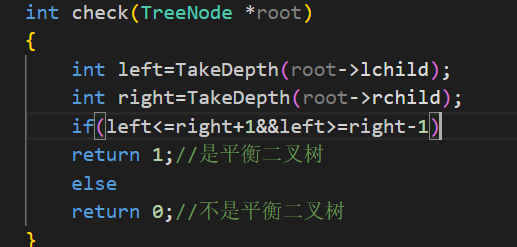 int check(TreeNode *root)
{
int left=TakeDepth(root->lchild);
int right=TakeDepth(root->rchild);
if(left<=right+1&&left>=right-1)
return 1;//是平衡二叉树
else
return 0;//不是平衡二叉树
}